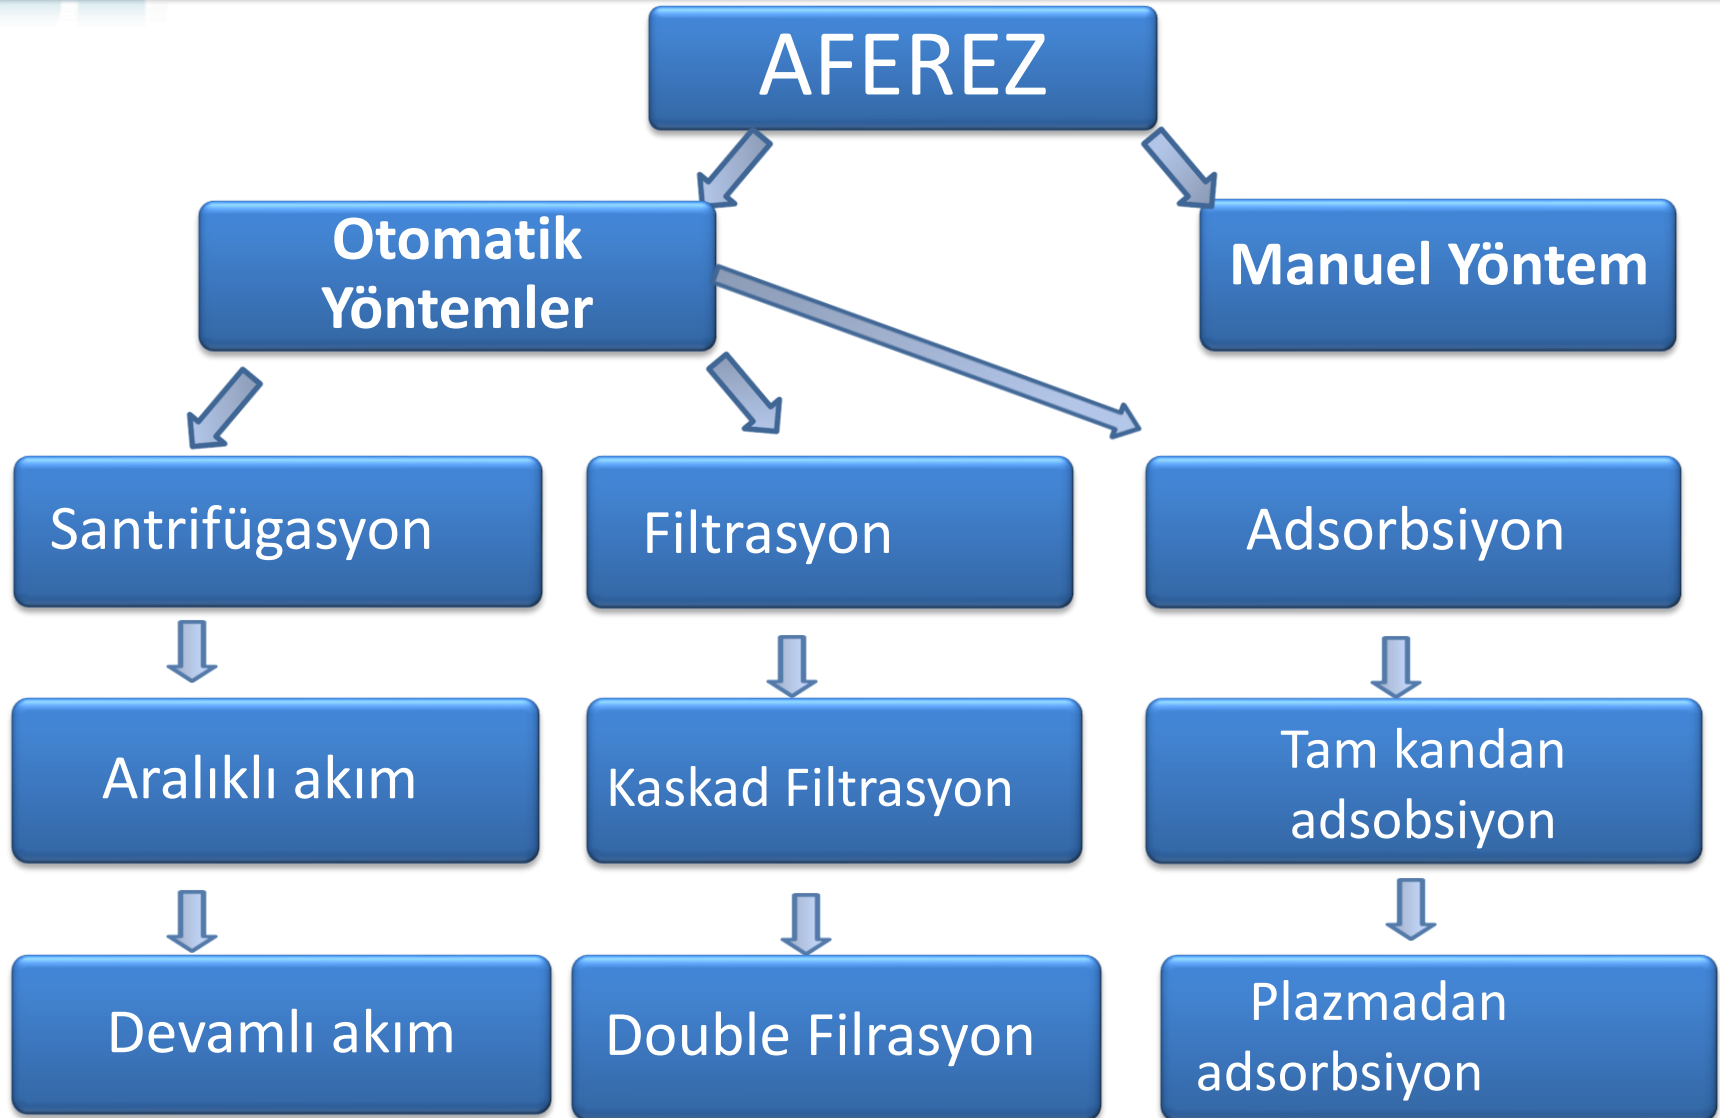 AFEREZ
Otomatik
Yöntemler
Manuel Yöntem
Santrifügasyon
Filtrasyon
Adsorbsiyon
Aralıklı akım
Kaskad Filtrasyon
Tam kandan
adsobsiyon
Devamlı akım
Double Filrasyon
Plazmadan
adsorbsiyon